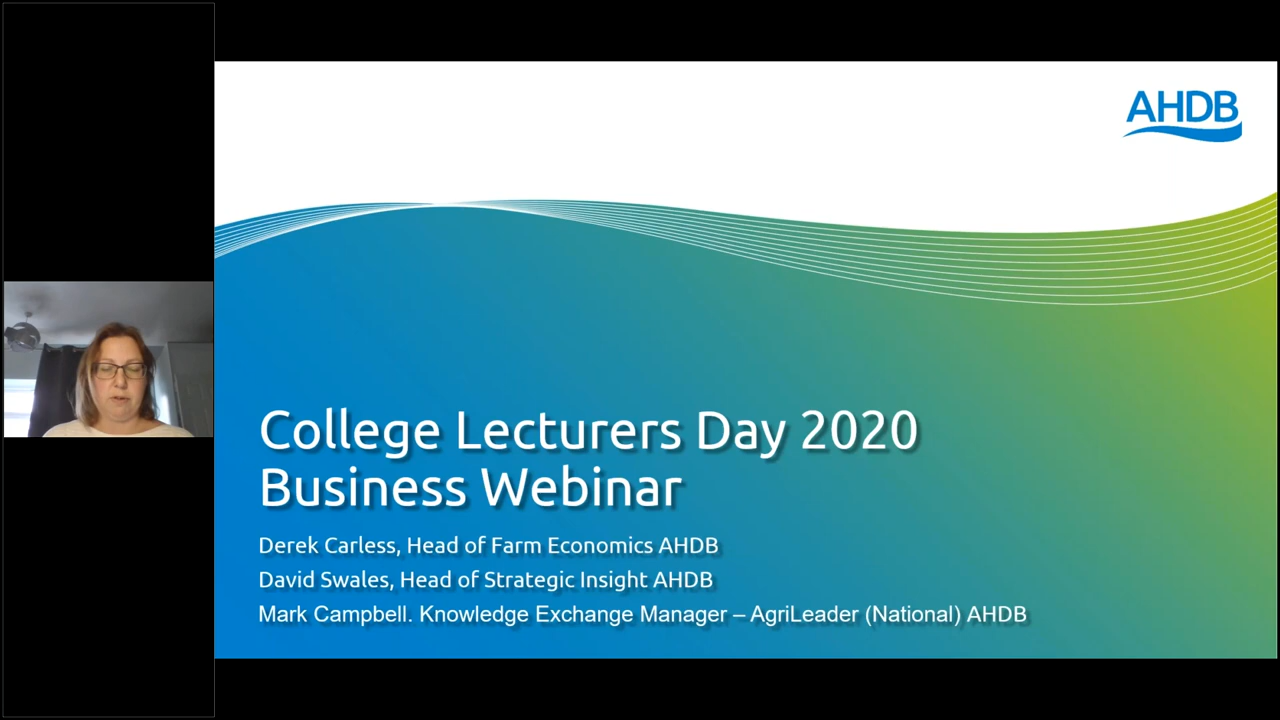 AHDB
College Lecturers Day 2020
Business Webinar
Derek Carless, Head of Farm Economics AHDB
David Swales, Head of Strategic Insight AHDB
Mark Campbell. Knowledge Exchange Manager – AgriLeader (National) AHDB